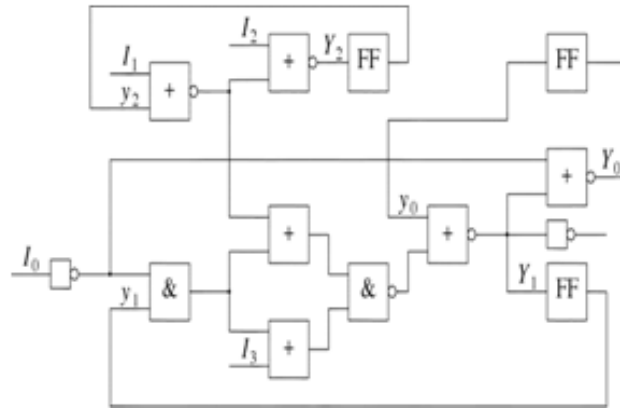 I₂
Y₂
FF
FF
I₁
+
y₂
+
Y₀
+
y₀
+
+
I₀
&
&
Y₁
FF
y₁
I₃
+